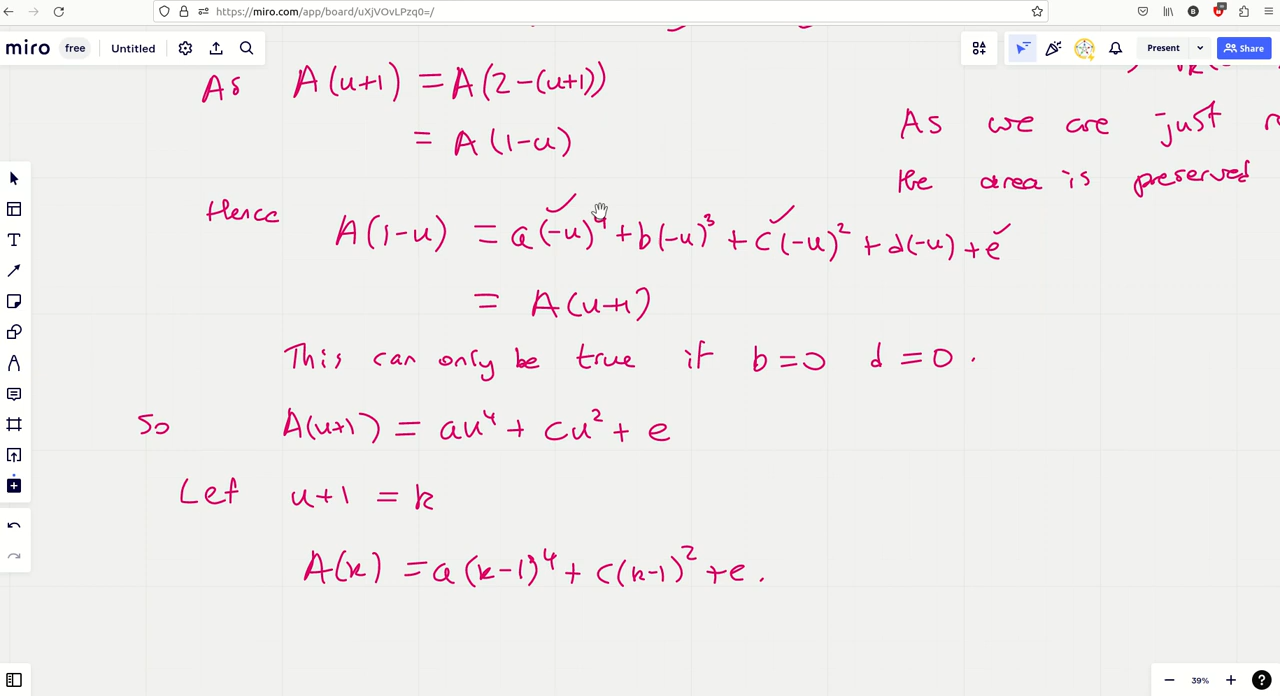 https://miro.com/app/board/uXjVOvLPzq0=/
miro free Untitled
Present Share
As A(u+1) = A(2-(u+1))
= A(1-u)
Hence A(1-u) = a(-u)⁴ + b(-u)³ + c(-u)² + d(-u) + e
= A(u+1)
This can only be true if b=0 d=0.
So A(u+1) = au⁴ + cu² + e
Let u+1 = k
A(k) = a(k-1)⁴ + c(k-1)² + e.
As we are just
the area is preserved
39%